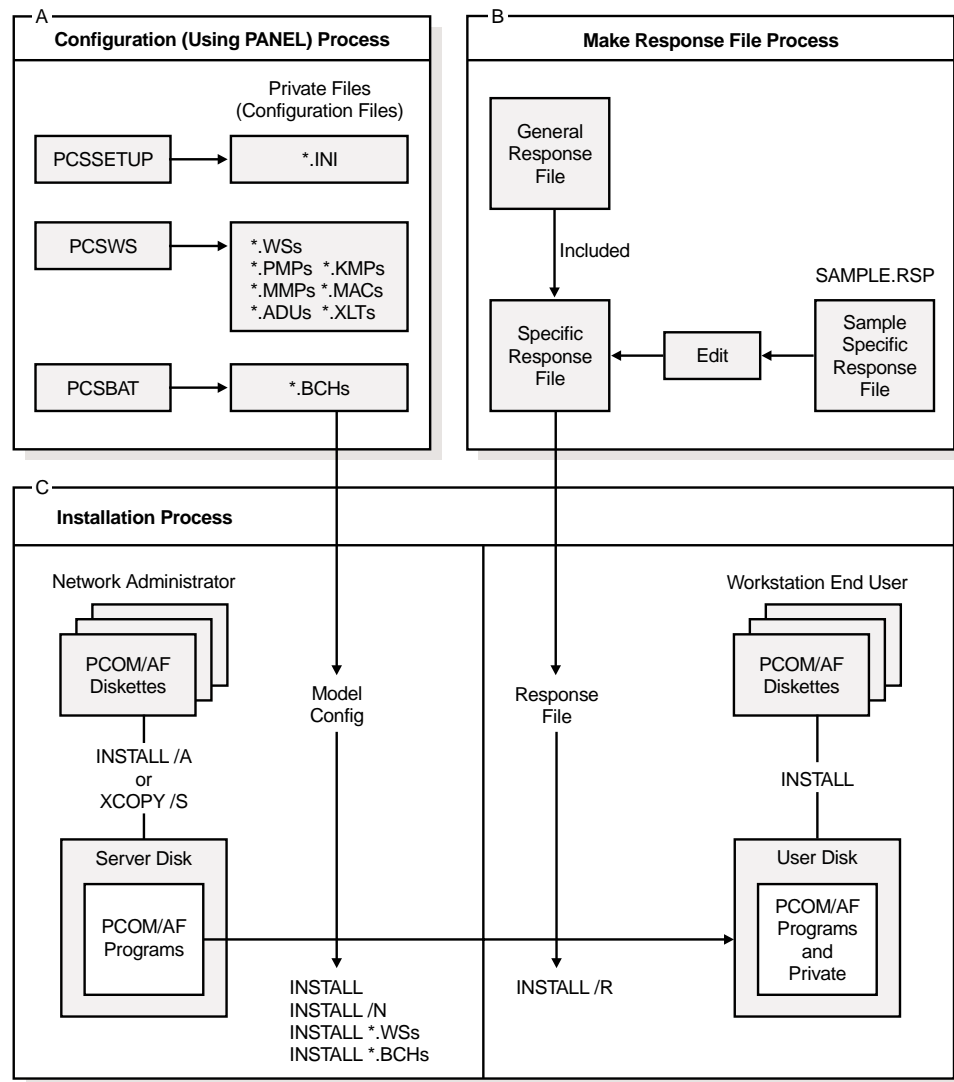 A
Configuration (Using PANEL) Process
Private Files
(Configuration Files)
PCSSETUP
*.INI
PCSWS
*.WSs
*.PMPs *.KMPs
*.MMPs *.MACs
*.ADUs *.XLTs
PCSBAT
*.BCHs
B
Make Response File Process
General
Response
File
Included
SAMPLE.RSP
Specific
Response
File
Edit
Sample
Specific
Response
File
C
Installation Process
Network Administrator
PCOM/AF
Diskettes
INSTALL /A
or
XCOPY /S
Server Disk
PCOM/AF
Programs
Model
Config
INSTALL
INSTALL /N
INSTALL *.WSs
INSTALL *.BCHs
Response
File
INSTALL /R
Workstation End User
PCOM/AF
Diskettes
INSTALL
User Disk
PCOM/AF
Programs
and
Private